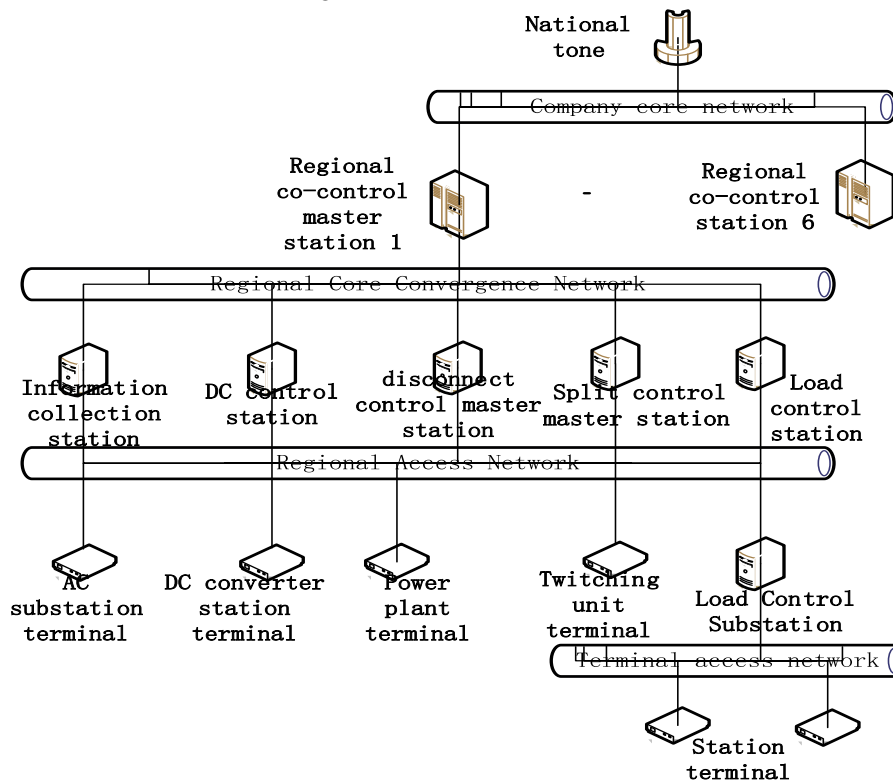 National
tone
Company core network
Regional
co-control
master
station 1
-
Regional
co-control
station 6
Regional Core Convergence Network
Information
collection
station
DC control
station
disconnect
control master
station
Split control
master station
Load
control
station
Regional Access Network
AC
substation
terminal
DC converter
station
terminal
Power
plant
terminal
Twitching
unit
terminal
Load Control
Substation
Terminal access network
Station
terminal